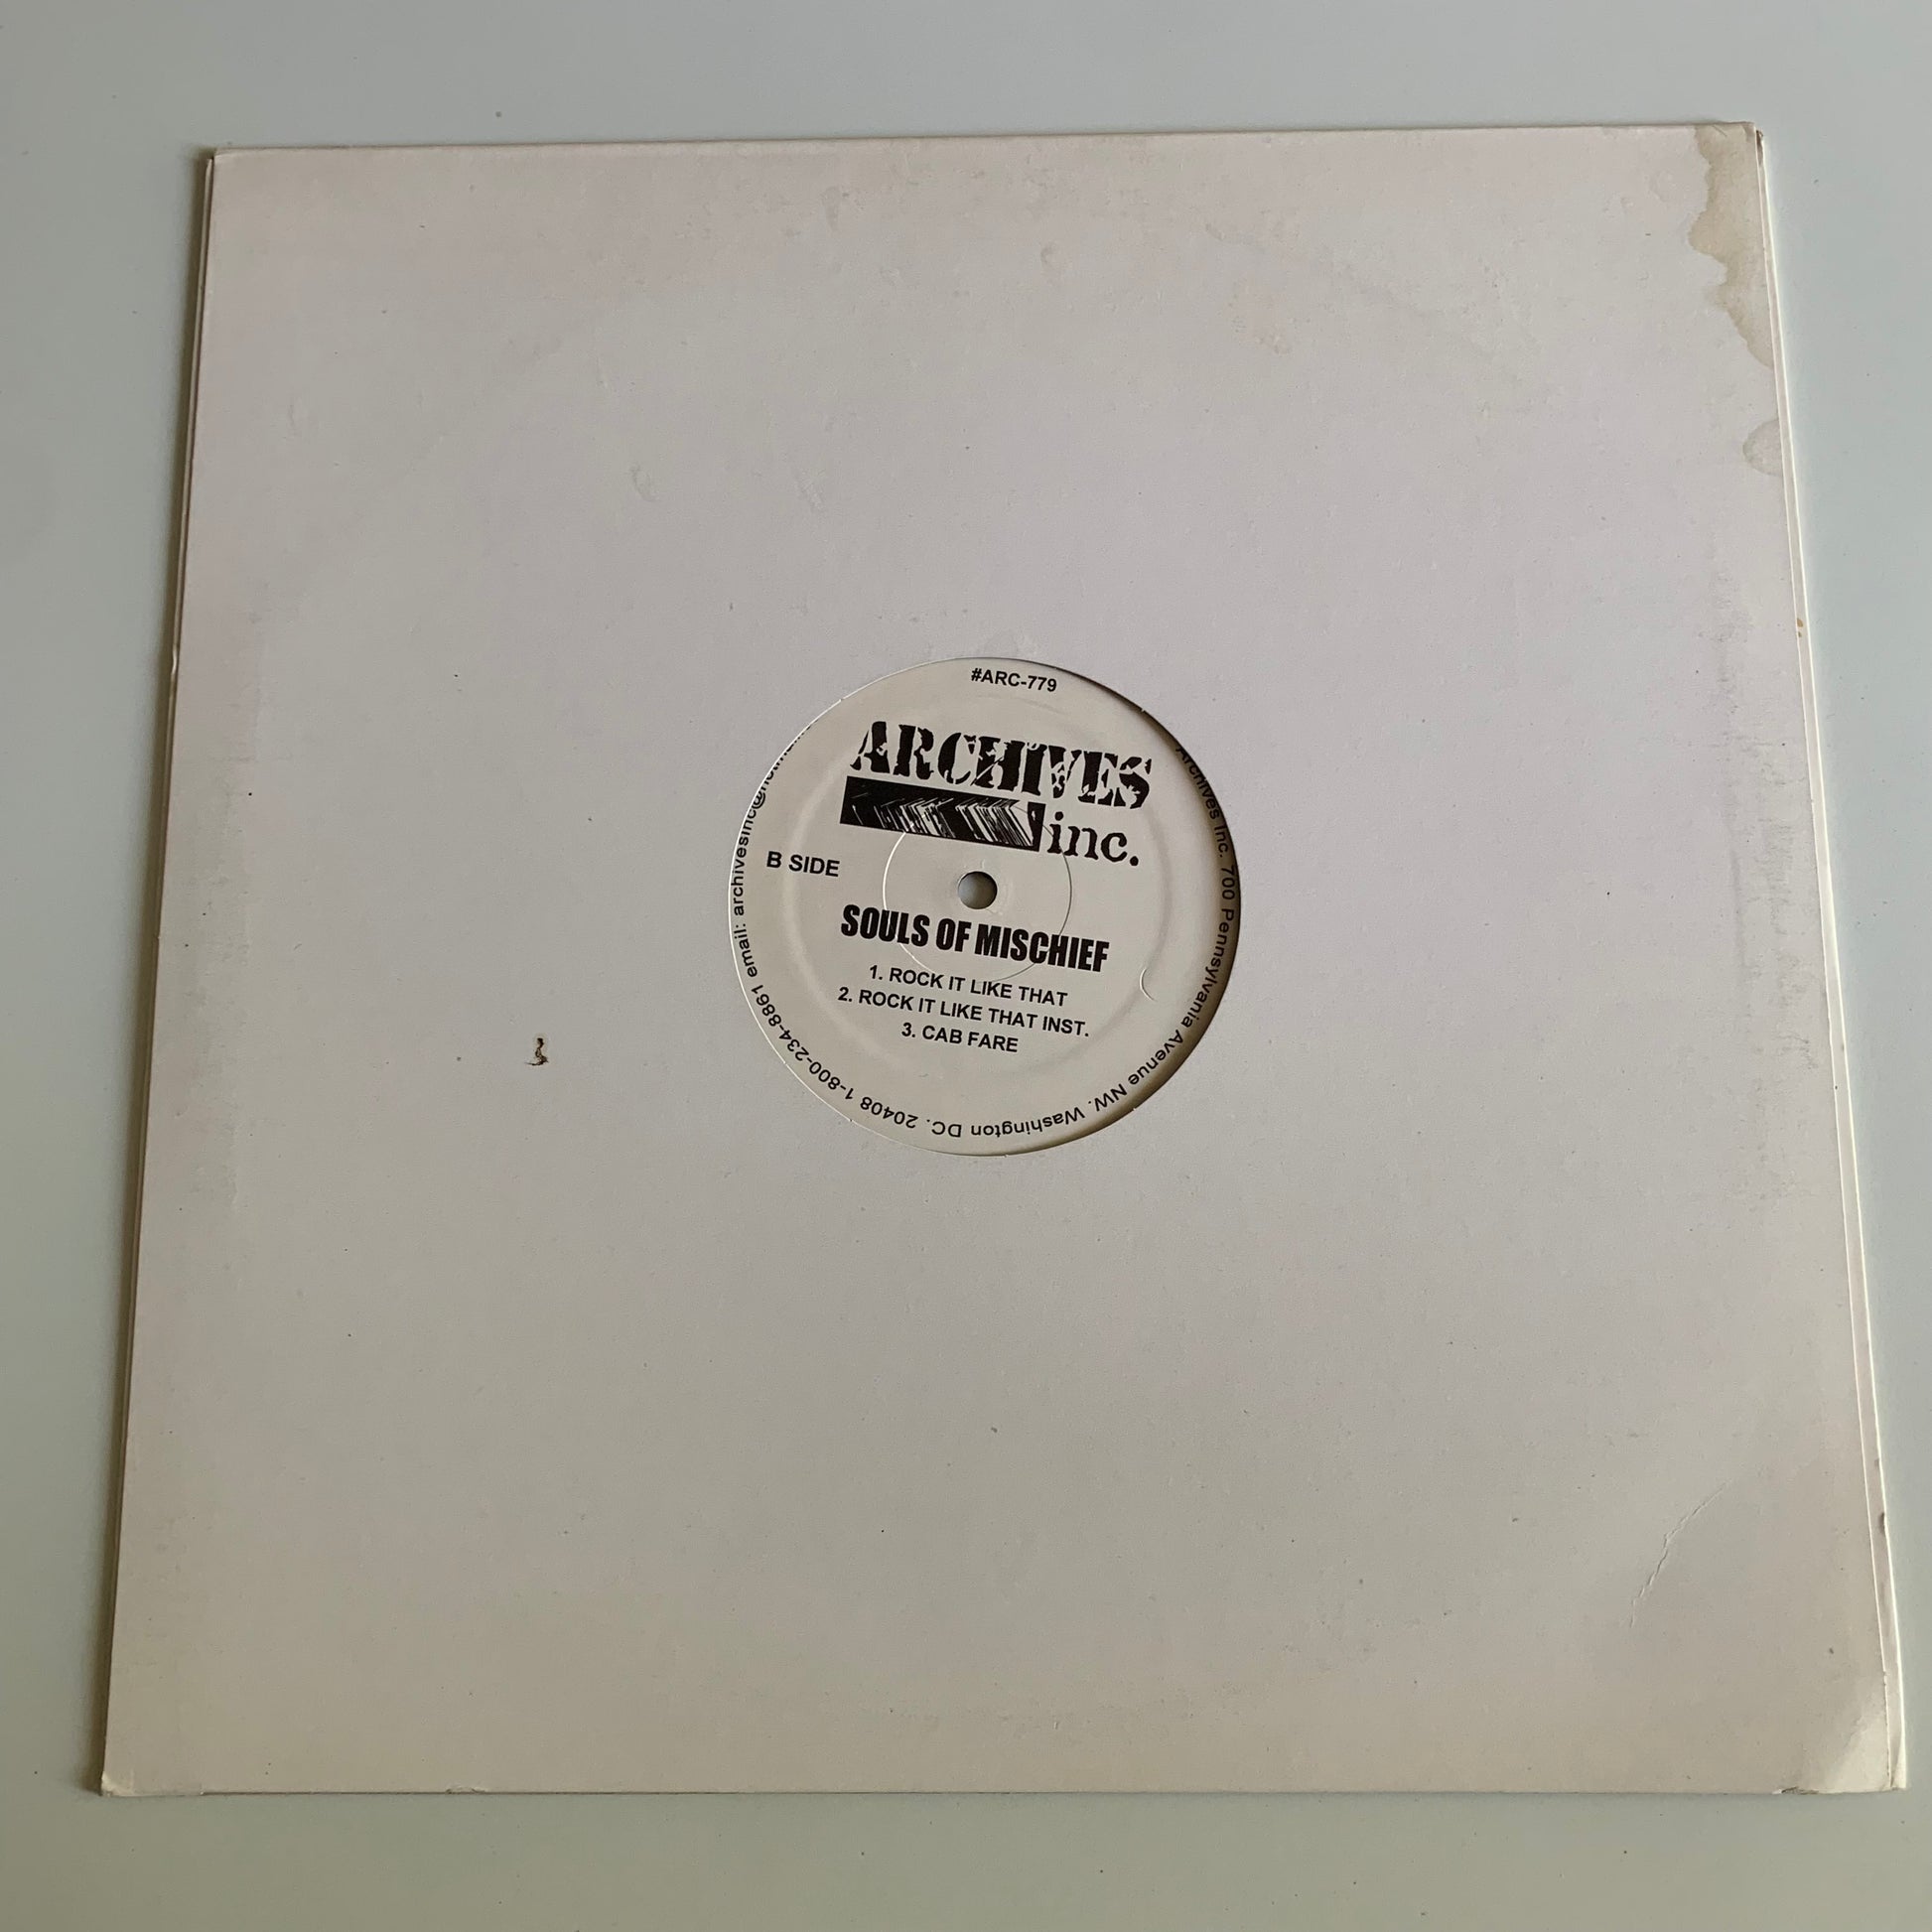 #ARC-779
ARCHIVES
inc.
B SIDE
SOULS OF MISCHIEF
1. ROCK IT LIKE THAT
2. ROCK IT LIKE THAT INST.
3. CAB FARE
Archives Inc. 700 Pennsylvania Avenue NW. Washington DC. 20408 1-800-234-8861 email: